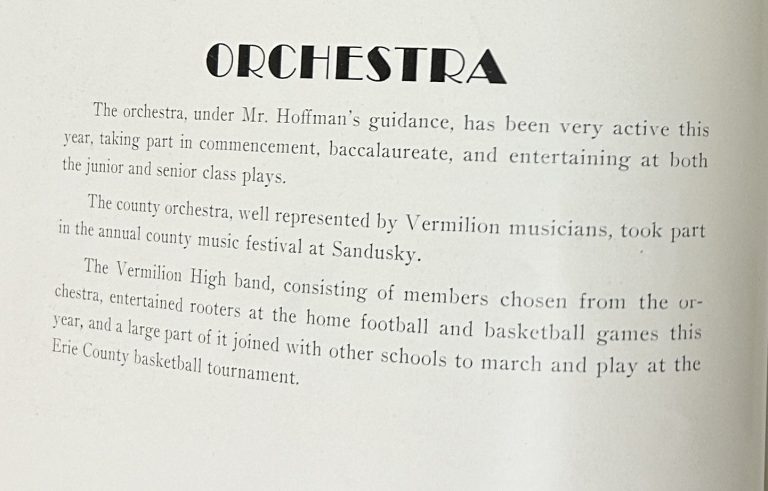 ORCHESTRA
The orchestra, under Mr. Hoffman's guidance, has been very active this
year, taking part in commencement, baccalaureate, and entertaining at both
the junior and senior class plays.
The county orchestra, well represented by Vermilion musicians, took part
in the annual county music festival at Sandusky.
The Vermilion High band, consisting of members chosen from the or-
chestra, entertained rooters at the home football and basketball games this
year, and a large part of it joined with other schools to march and play at the
Erie County basketball tournament.